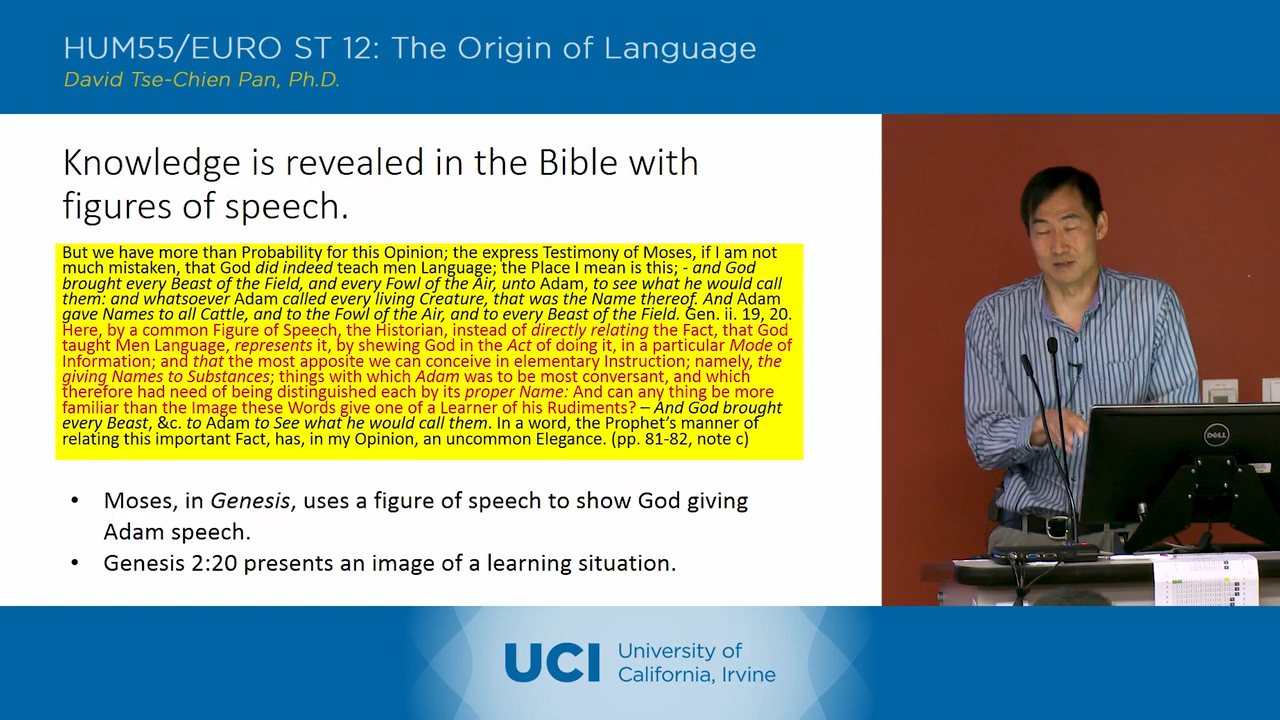 HUM55/EURO ST 12: The Origin of Language
David Tse-Chien Pan, Ph.D.
Knowledge is revealed in the Bible with
figures of speech.
But we have more than Probability for this Opinion; the express Testimony of Moses, if I am not
much mistaken, that God did indeed teach men Language; the Place I mean is this; - and God
brought every Beast of the Field, and every Fowl of the Air, unto Adam, to see what he would call
them: and whatsoever Adam called every living Creature, that was the Name thereof. And Adam
gave Names to all Cattle, and to the Fowl of the Air, and to every Beast of the Field. Gen. ii. 19, 20.
Here, by a common Figure of Speech, the Historian, instead of directly relating the Fact, that God
taught Men Language, represents it, by shewing God in the Act of doing it, in a particular Mode of
Information; and that the most apposite we can conceive in elementary Instruction; namely, the
giving Names to Substances; things with which Adam was to be most conversant, and which
therefore had need of being distinguished each by its proper Name: And can any thing be more
familiar than the Image these Words give one of a Learner of his Rudiments? – And God brought
every Beast, &c. to Adam to See what he would call them. In a word, the Prophet's manner of
relating this important Fact, has, in my Opinion, an uncommon Elegance. (pp. 81-82, note c)
• Moses, in Genesis, uses a figure of speech to show God giving
Adam speech.
• Genesis 2:20 presents an image of a learning situation.
DELL
UCI University of
California, Irvine